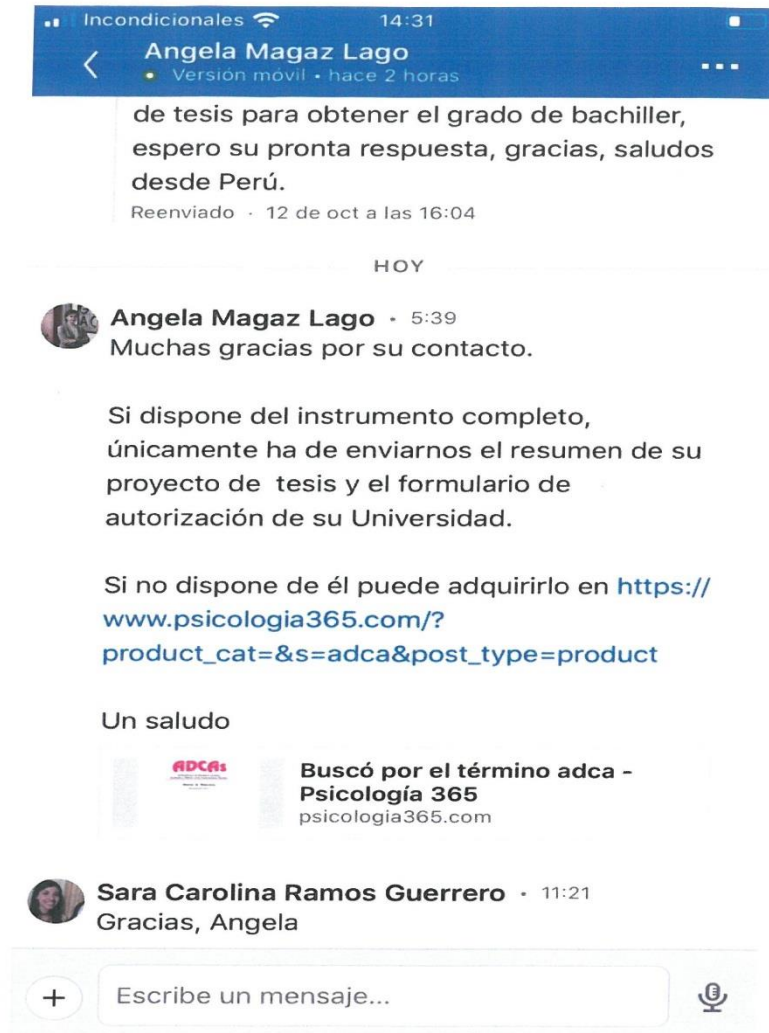 Incondicionales 14:31
Angela Magaz Lago
Versión móvil • hace 2 horas
de tesis para obtener el grado de bachiller,
espero su pronta respuesta, gracias, saludos
desde Perú.
Reenviado · 12 de oct a las 16:04
HOY
Angela Magaz Lago • 5:39
Muchas gracias por su contacto.
Si dispone del instrumento completo,
únicamente ha de enviarnos el resumen de su
proyecto de tesis y el formulario de
autorización de su Universidad.
Si no dispone de él puede adquirirlo en https://
www.psicologia365.com/?
product_cat=&s=adca&post_type=product
Un saludo
ADCAs
Buscó por el término adca -
Psicología 365
psicologia365.com
Sara Carolina Ramos Guerrero • 11:21
Gracias, Angela
Escribe un mensaje...